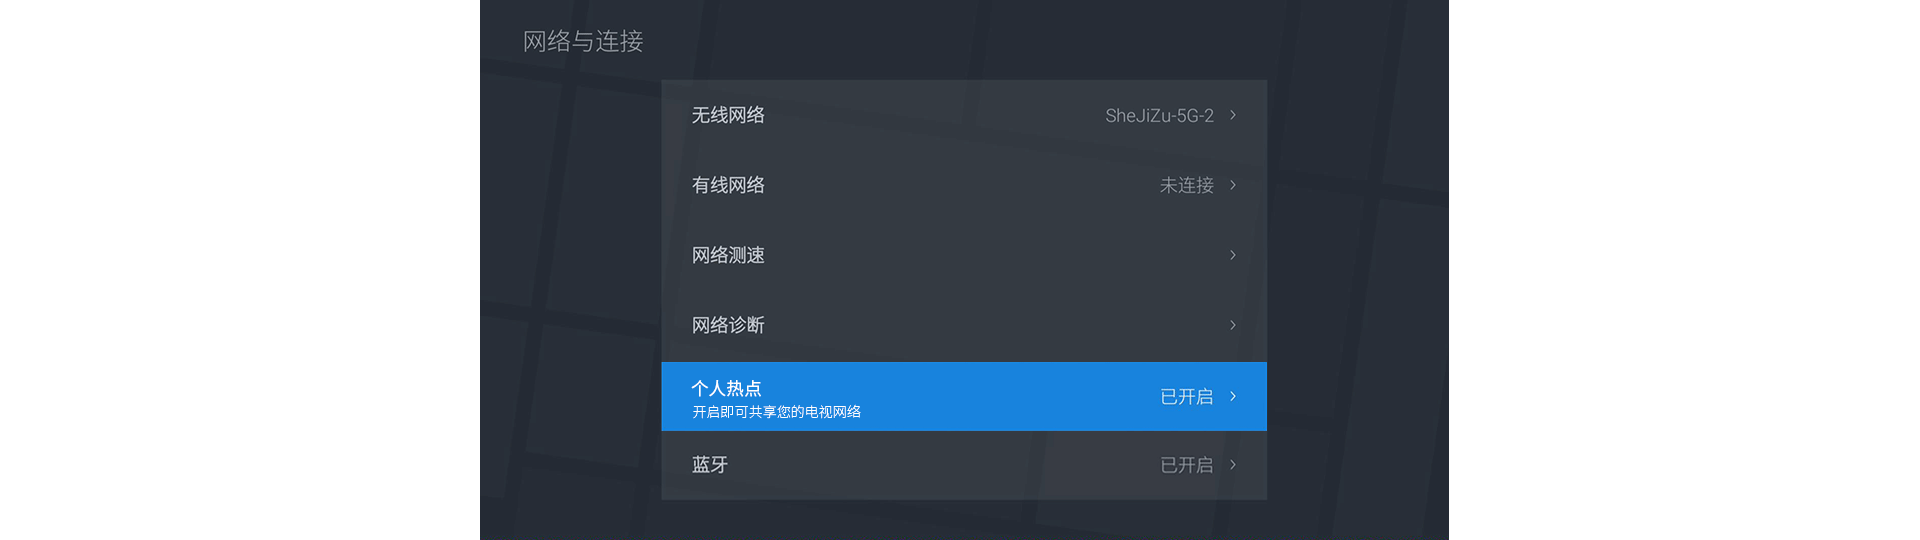 网络与连接
无线网络 SheJiZu-5G-2
有线网络 未连接
网络测速
网络诊断
个人热点 已开启
开启即可共享您的电视网络
蓝牙 已开启